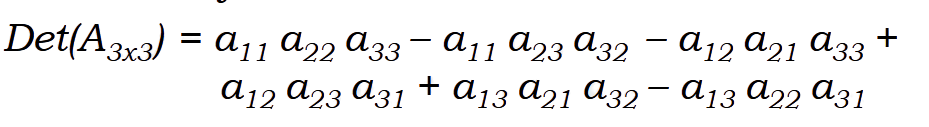 Det(A₃ₓ₃) = a₁₁ a₂₂ a₃₃ – a₁₁ a₂₃ a₃₂ – a₁₂ a₂₁ a₃₃ +
a₁₂ a₂₃ a₃₁ + a₁₃ a₂₁ a₃₂ – a₁₃ a₂₂ a₃₁